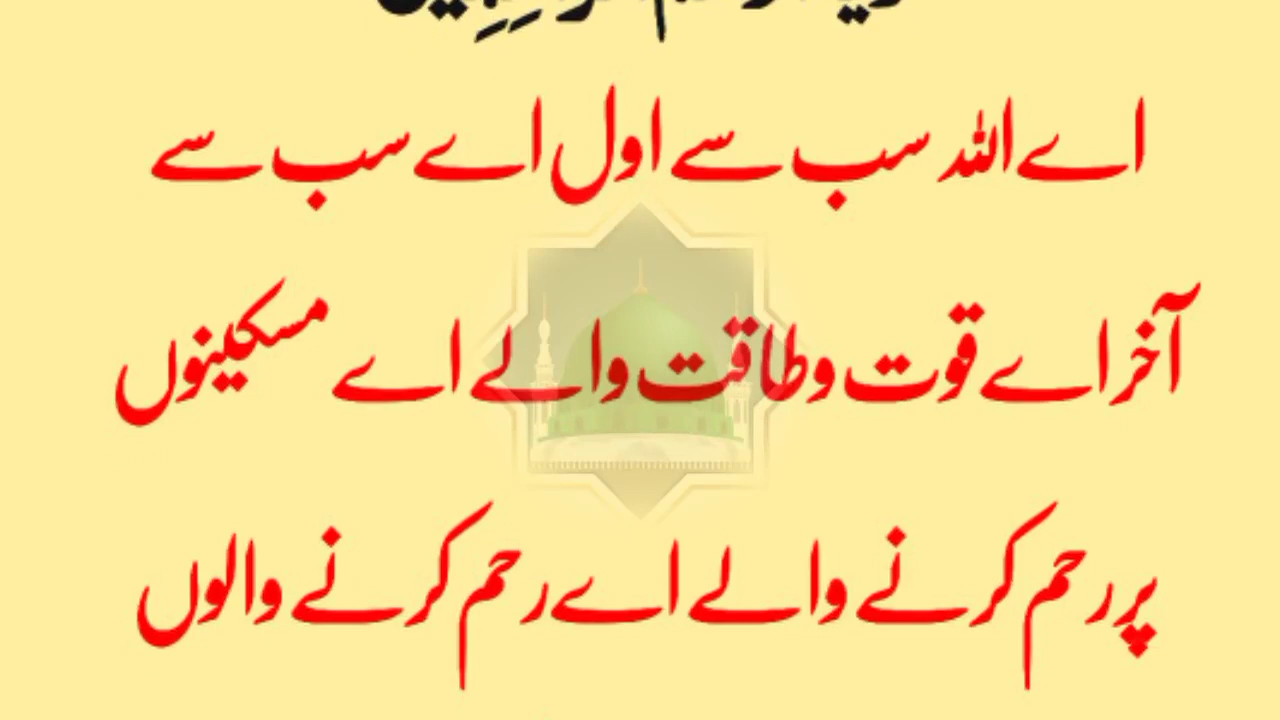 اے اللہ سب سے اول اے سب سے
آخر اے قوت و طاقت والے اے مسکینوں
پر رحم کرنے والے اے رحم کرنے والوں